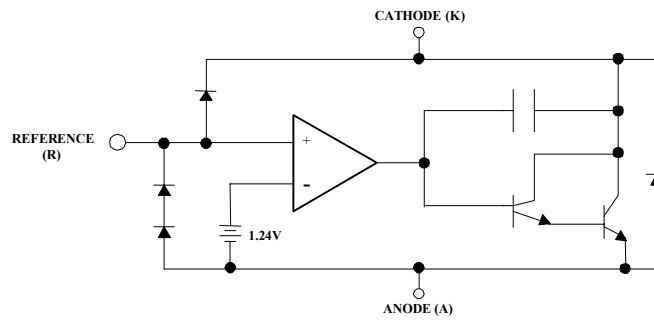 CATHODE (K)
REFERENCE
(R)
+
-
1.24V
ANODE (A)